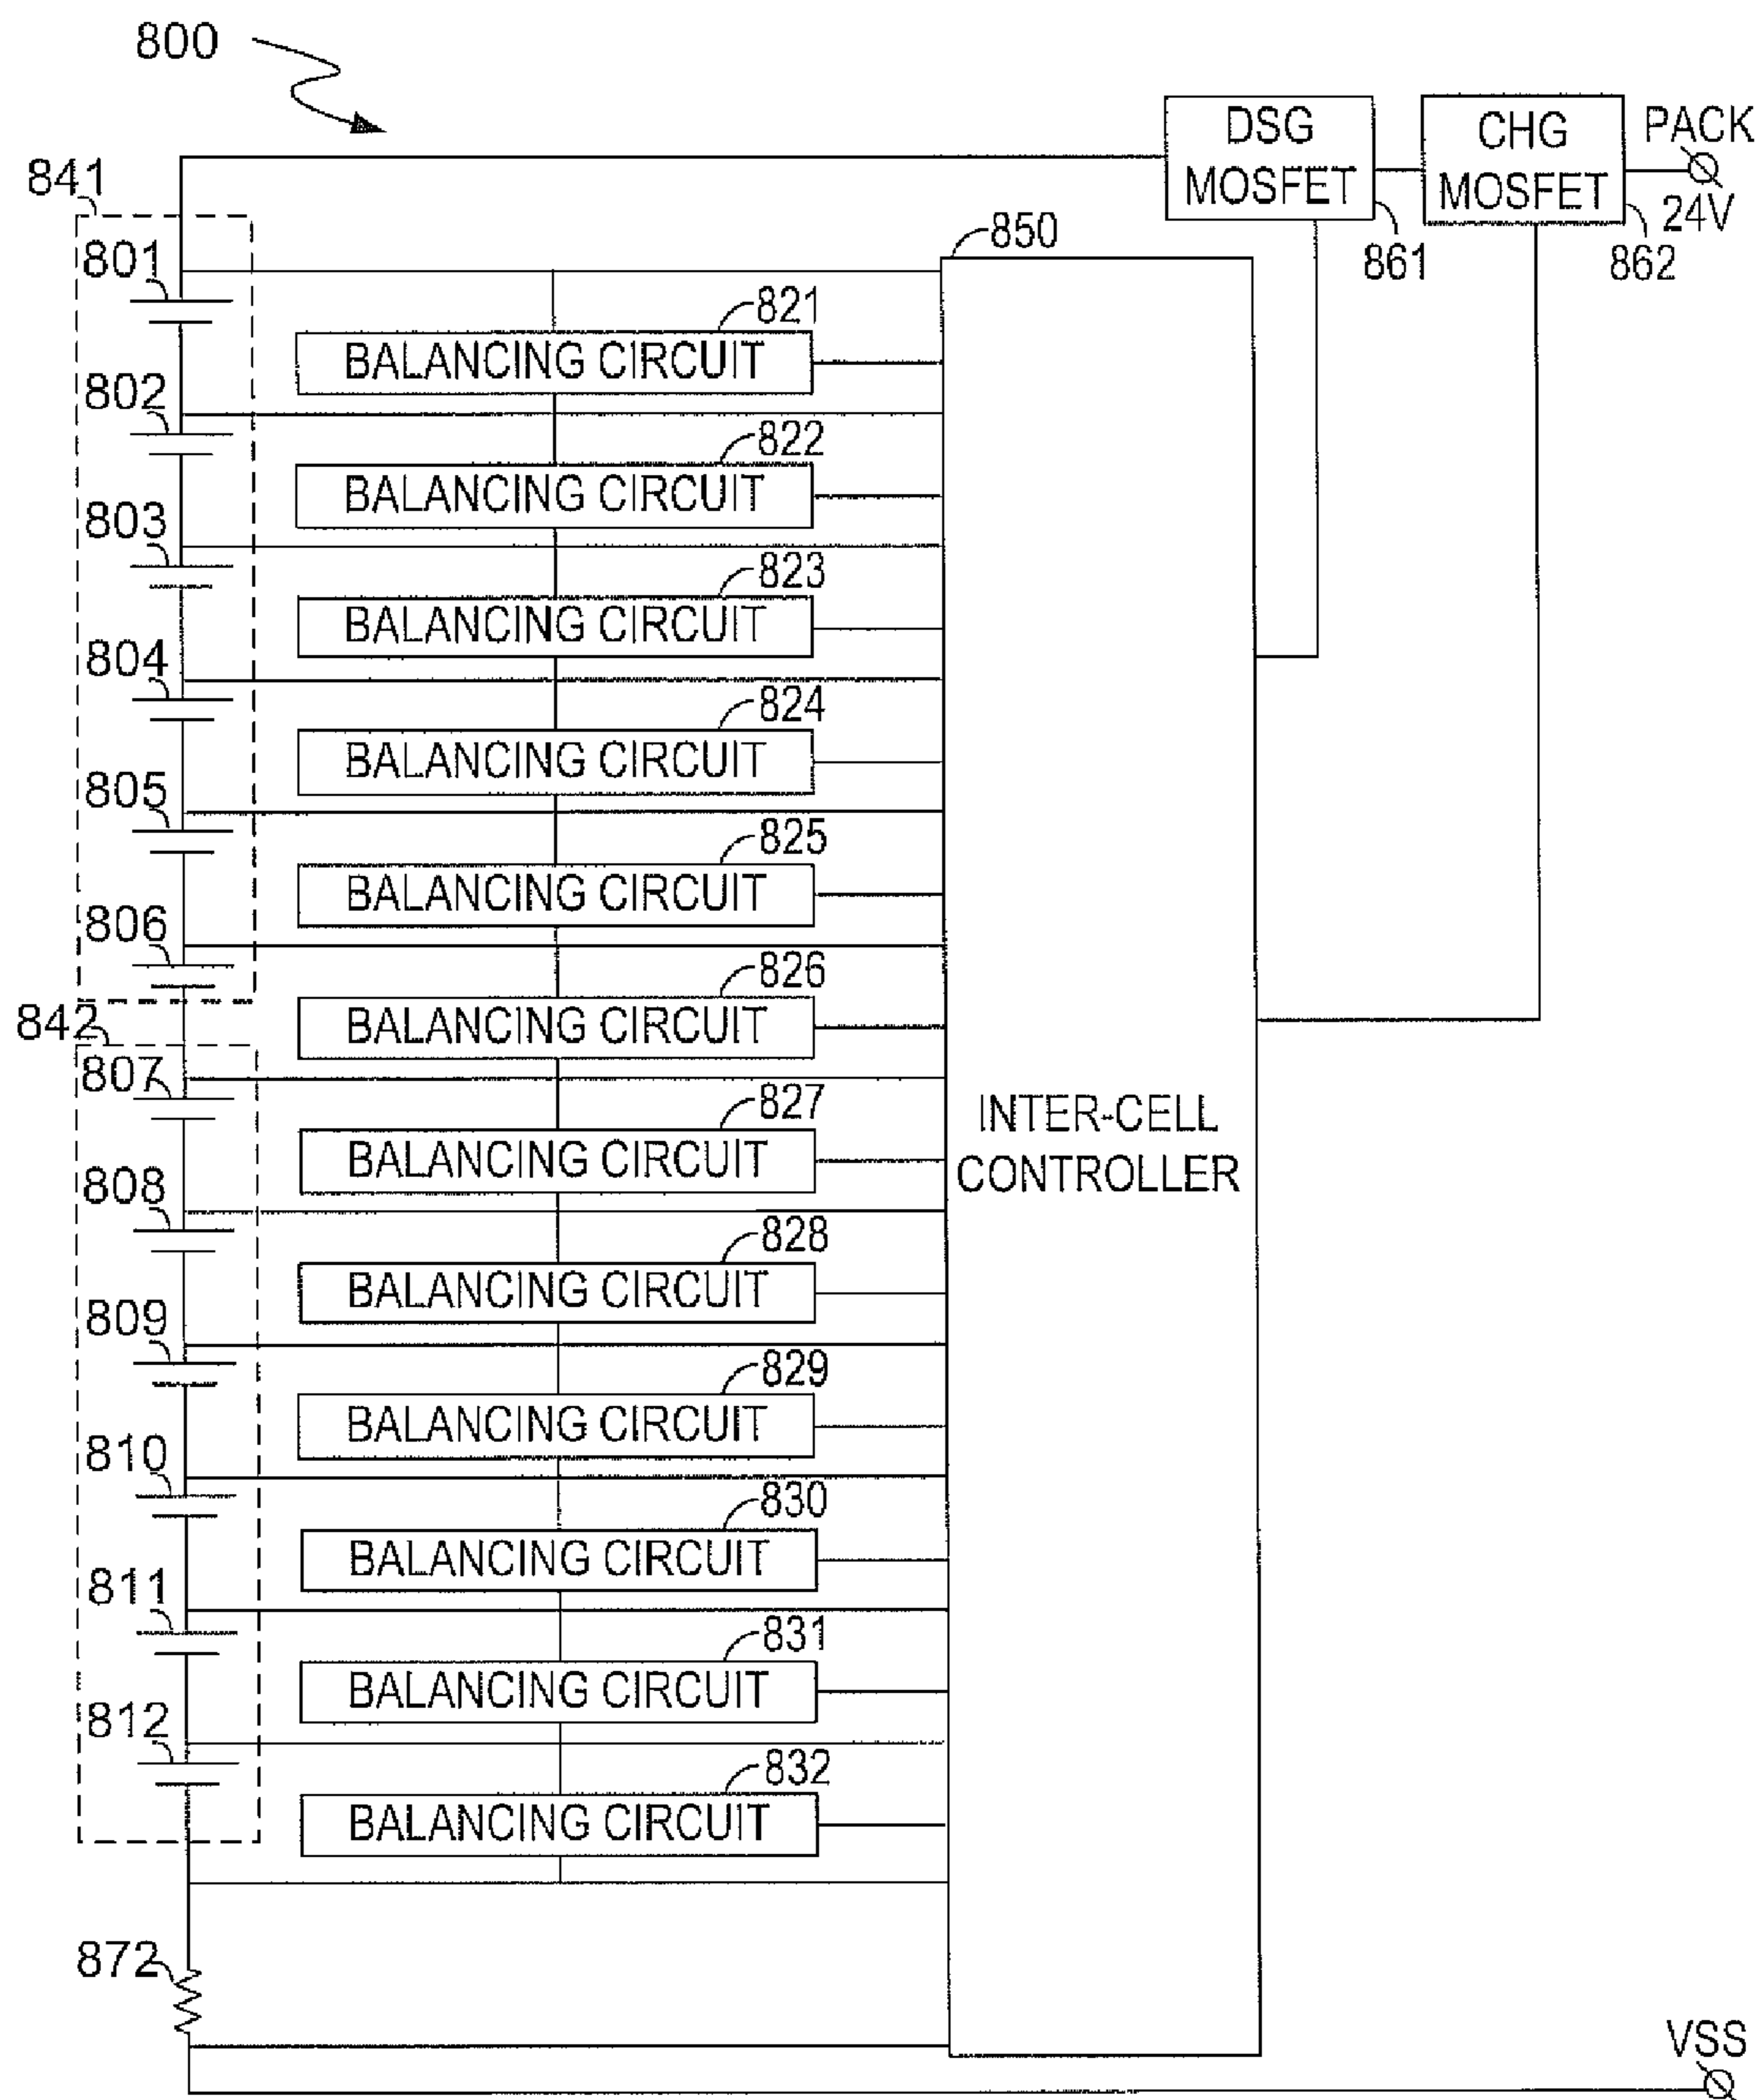 800
DSG
MOSFET
861
CHG
MOSFET
862
PACK
24V
841
850
801
821
BALANCING CIRCUIT
802
822
BALANCING CIRCUIT
803
823
BALANCING CIRCUIT
804
824
BALANCING CIRCUIT
805
825
BALANCING CIRCUIT
806
826
BALANCING CIRCUIT
842
807
827
BALANCING CIRCUIT
INTER-CELL
CONTROLLER
808
828
BALANCING CIRCUIT
809
829
BALANCING CIRCUIT
810
830
BALANCING CIRCUIT
811
831
BALANCING CIRCUIT
812
832
BALANCING CIRCUIT
872
VSS